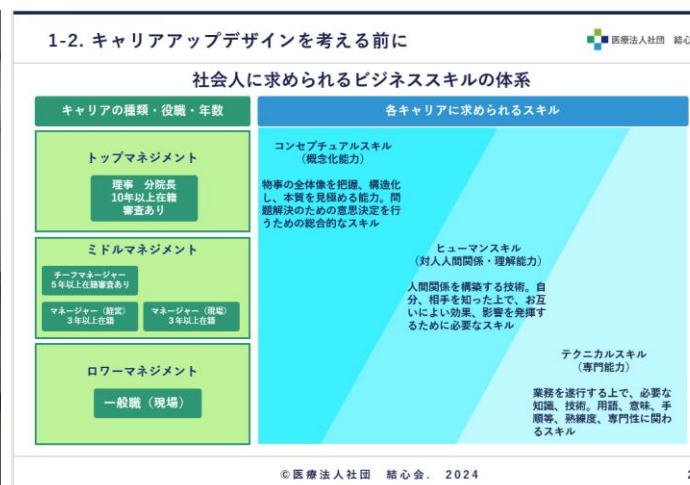 1-2. キャリアアップデザインを考える前に
医療法人社団 結心
社会人に求められるビジネススキルの体系
キャリアの種類・役職・年数
各キャリアに求められるスキル
トップマネジメント
理事 分院長
10年以上在籍
審査あり
ミドルマネジメント
チーフマネージャー
5年以上在籍審査あり
マネージャー（経営）
3年以上在籍
マネージャー（現場）
3年以上在籍
ロワーマネジメント
一般職（現場）
コンセプチュアルスキル
（概念化能力）
物事の全体像を把握、構造化
し、本質を見極める能力。問
題解決のための意思決定を行
うための総合的なスキル
ヒューマンスキル
（対人人間関係・理解能力）
人間関係を構築する技術。自
分、相手を知った上で、お互
いによい効果、影響を発揮す
るために必要なスキル
テクニカルスキル
（専門能力）
業務を遂行する上で、必要な
知識、技術。用語、意味、手
順等、熟練度、専門性に関わ
るスキル
©医療法人社団 結心会. 2024